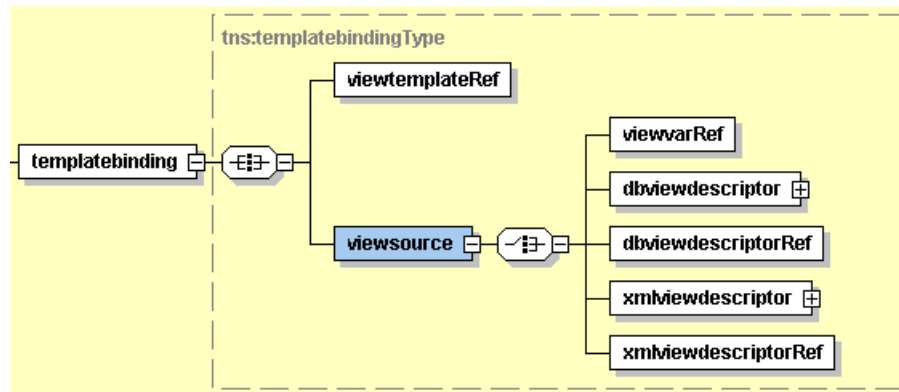 tns:templatebindingType
viewtemplateRef
templatebinding
viewsource
viewvarRef
dbviewdescriptor
dbviewdescriptorRef
xmlviewdescriptor
xmlviewdescriptorRef